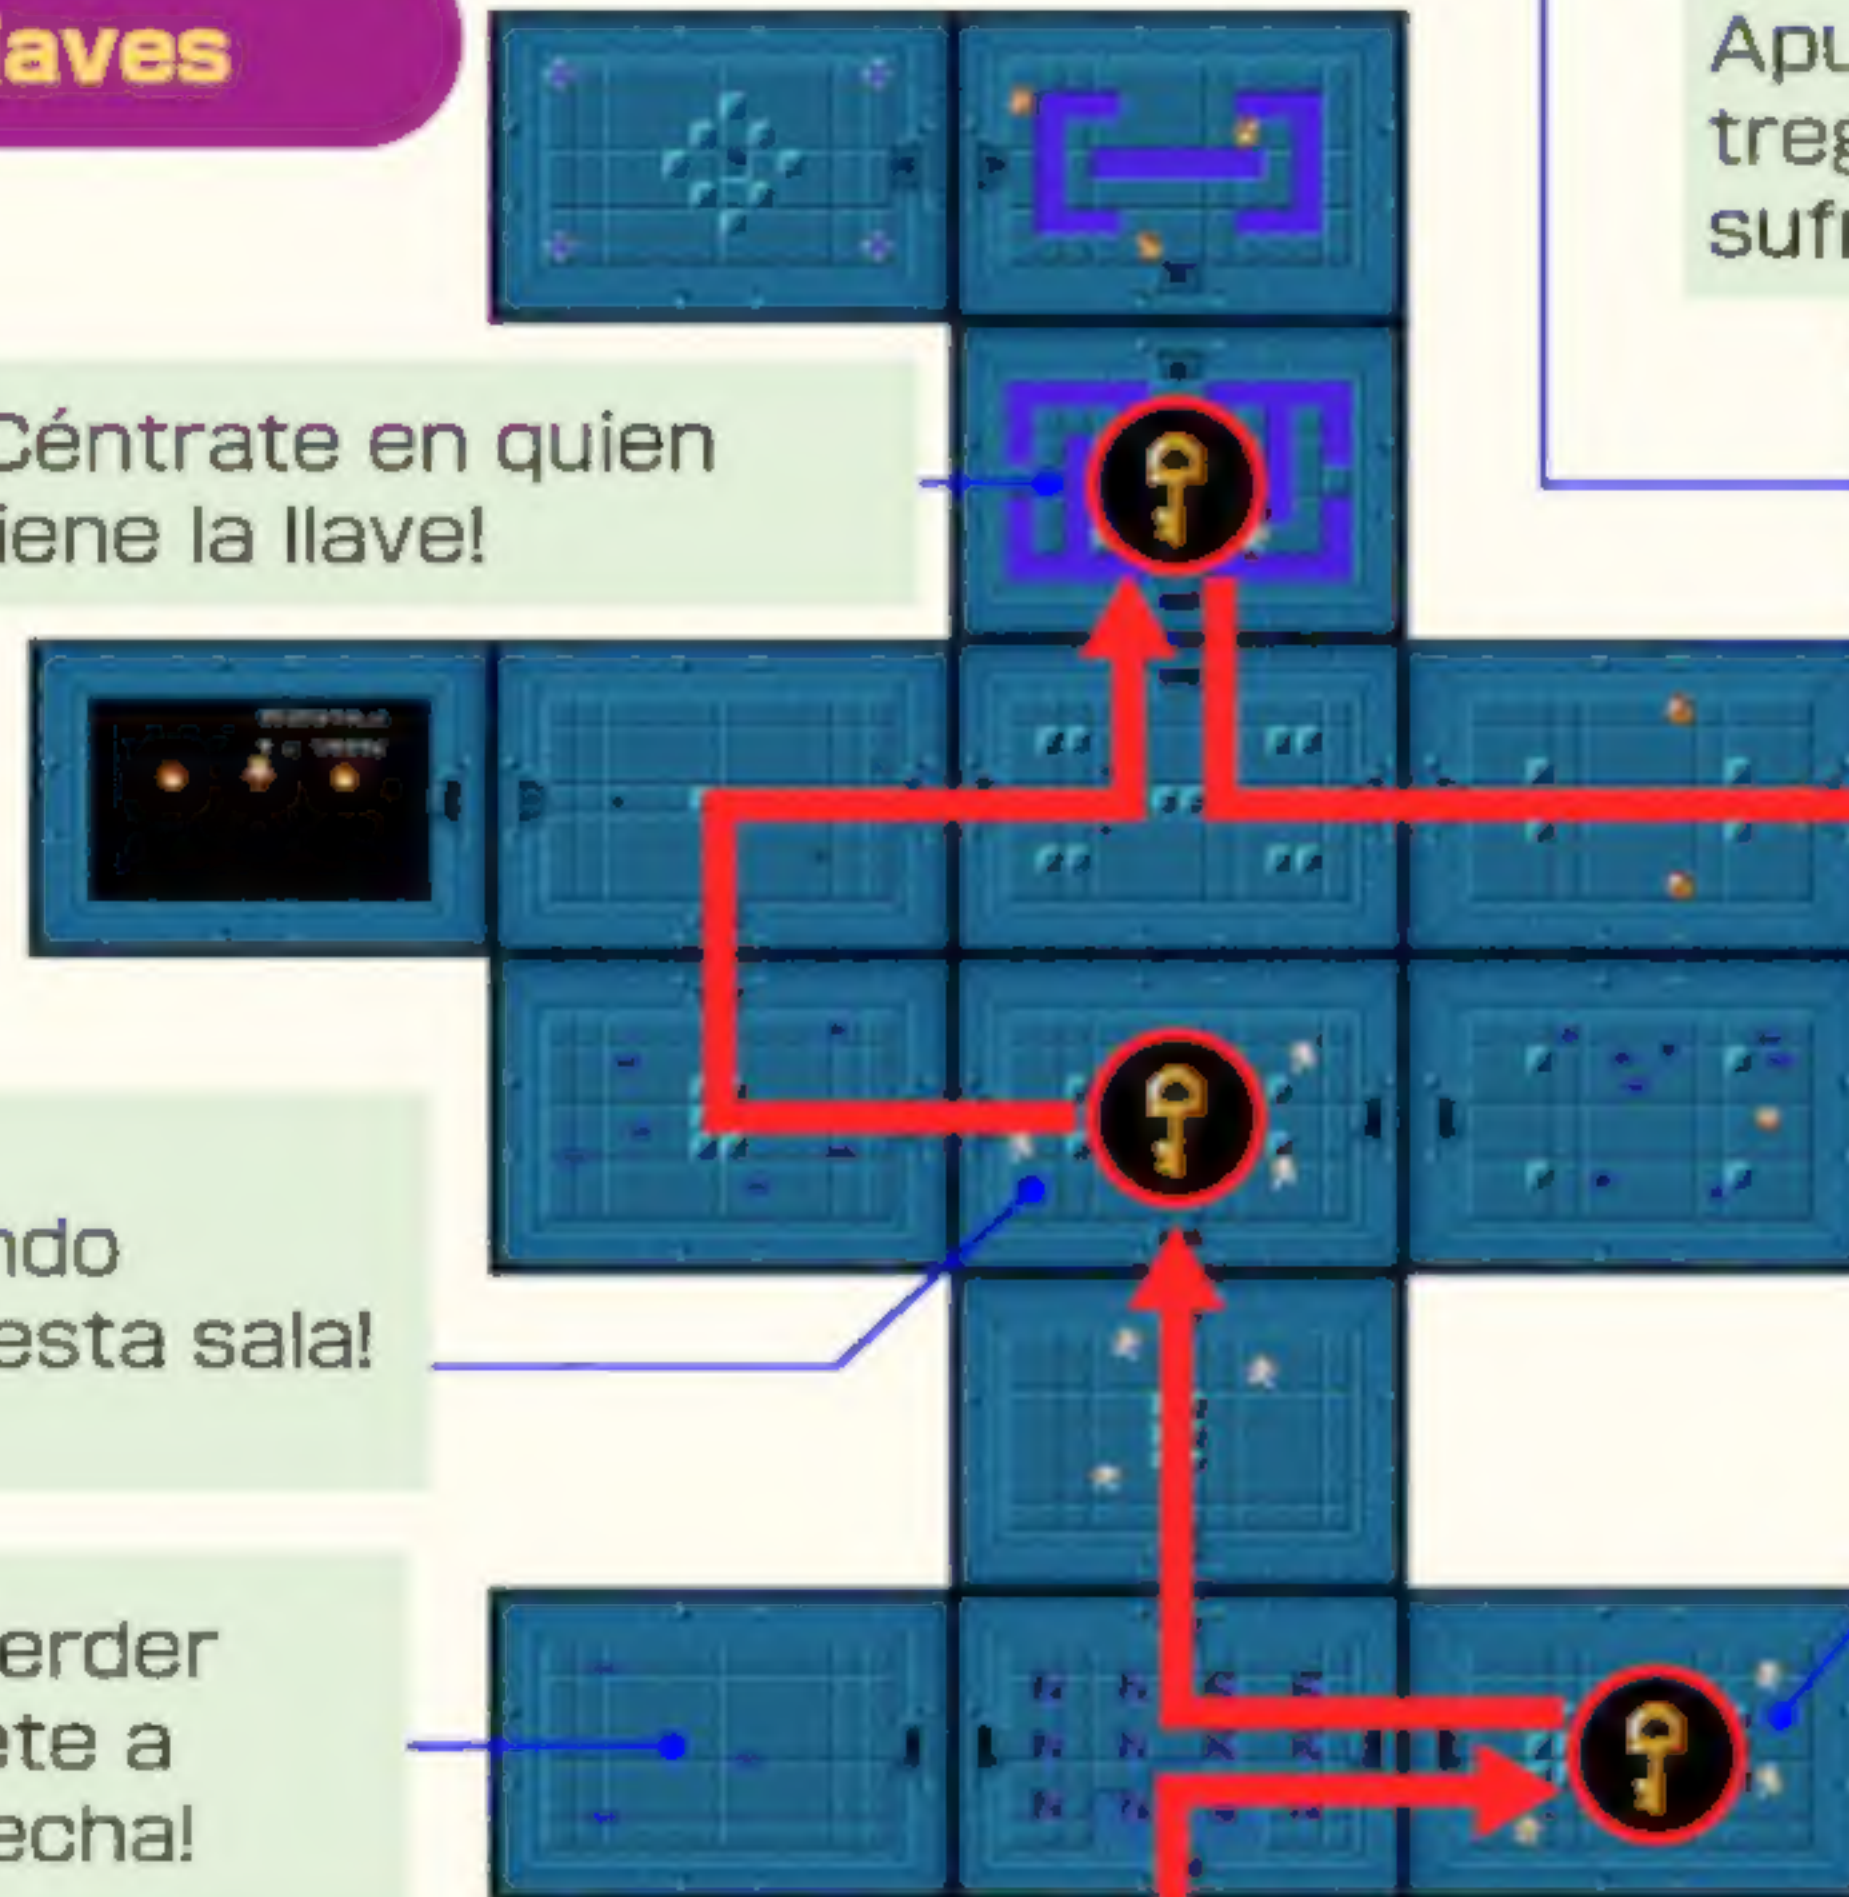 aves
Apu
treg
sufr
Céntrate en quien
iene la llave!
ndo
esta sala!
erder
ete a
echa!